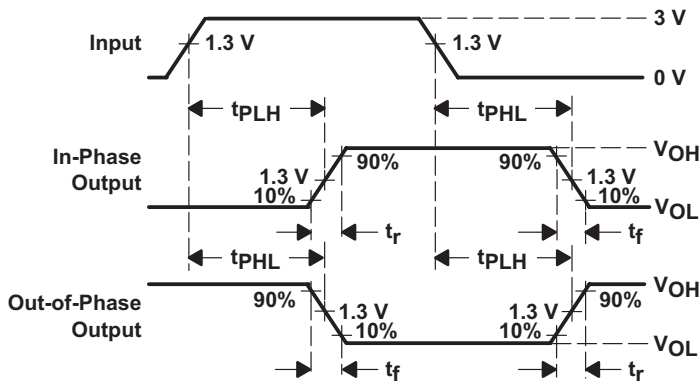 3 V
Input
1.3 V
1.3 V
0 V
tPLH
tPHL
In-Phase
Output
VOH
90%
90%
1.3 V
1.3 V
10%
10%
VOL
tr
tf
tPHL
tPLH
Out-of-Phase
Output
VOH
90%
90%
1.3 V
1.3 V
10%
10%
VOL
tf
tr